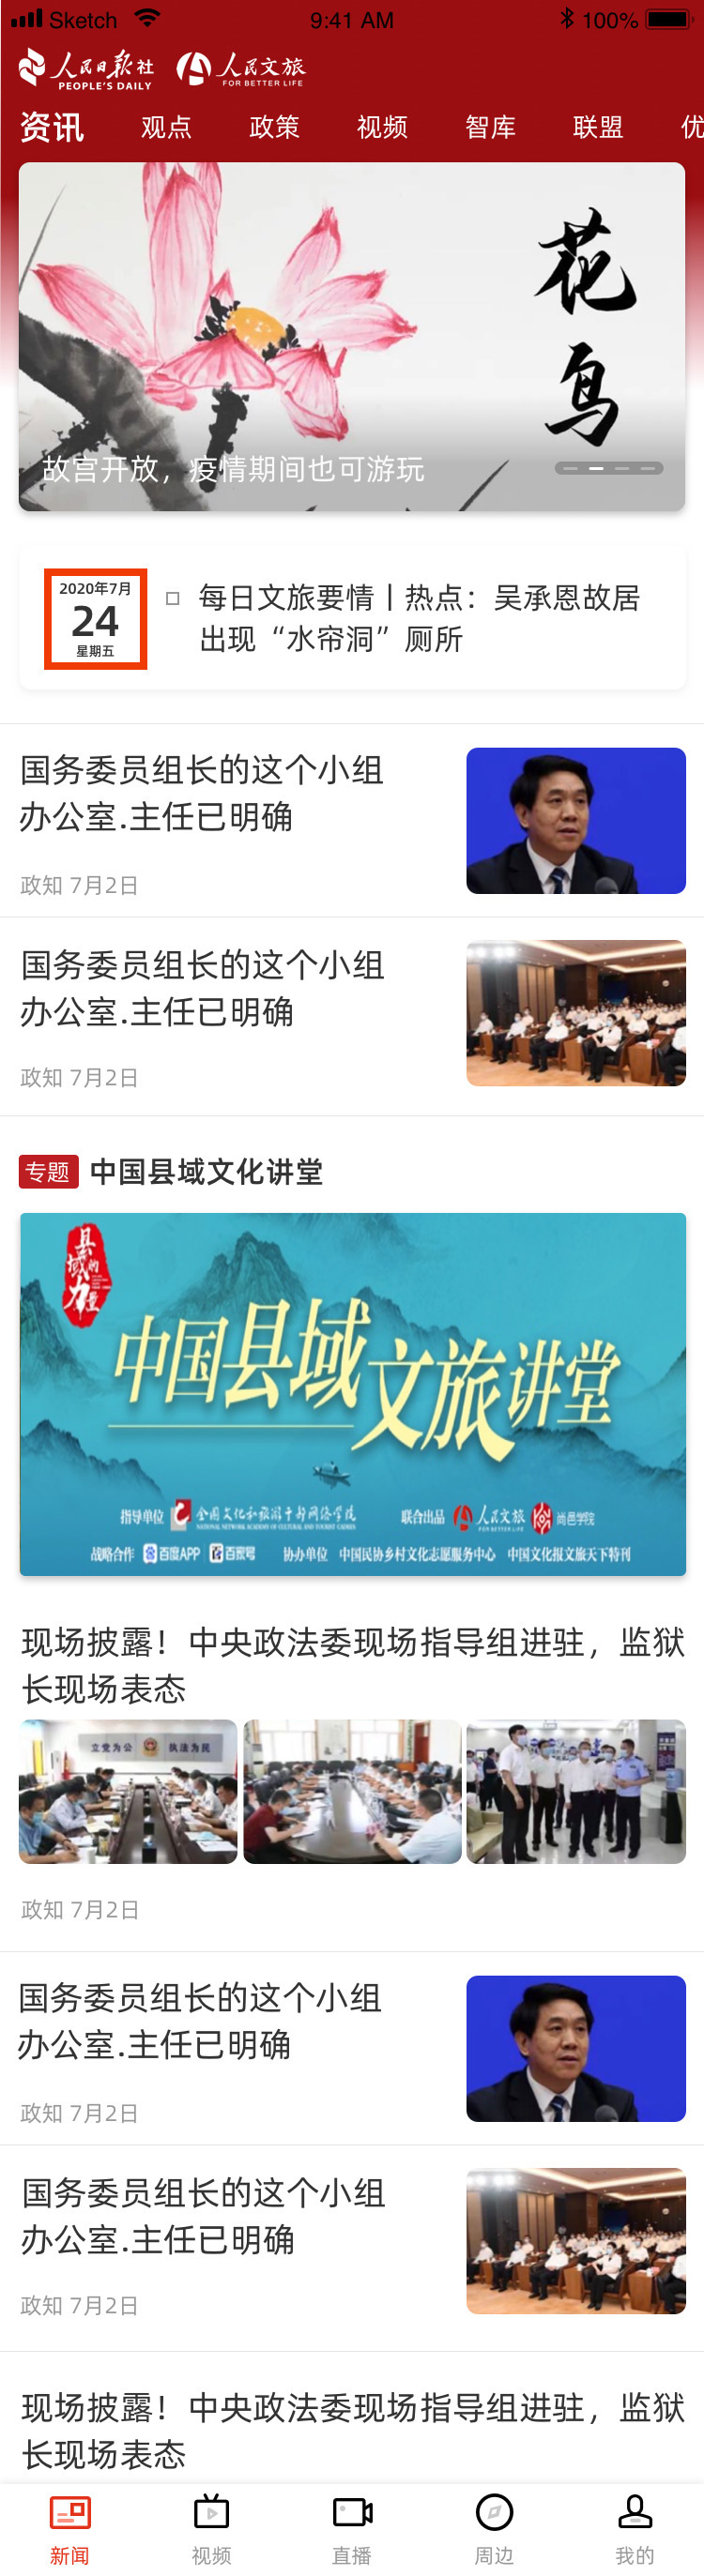 Sketch 9:41 AM 100%
人民日报社 人民文旅
PEOPLE'S DAILY FOR BETTER LIFE
资讯 观点 政策 视频 智库 联盟 优
花
鸟
故宫开放，疫情期间也可游玩
2020年7月
24
星期五
每日文旅要情丨热点：吴承恩故居
出现“水帘洞”厕所
国务委员组长的这个小组
办公室.主任已明确
政知 7月2日
国务委员组长的这个小组
办公室.主任已明确
政知 7月2日
专题 中国县域文化讲堂
县域的力量
中国县域文旅讲堂
指导单位 全国文化和旅游干部网络学院 联合出品 人民文旅 尚邑学院
NATIONAL NETWORK ACADEMY OF CULTURAL AND TOURIST CADRES FOR BETTER LIFE
战略合作 百度APP 百家号 协办单位 中国民协乡村文化志愿服务中心 中国文化报文旅天下特刊
现场披露！中央政法委现场指导组进驻，监狱
长现场表态
立党为公 执法为民
政知 7月2日
国务委员组长的这个小组
办公室.主任已明确
政知 7月2日
国务委员组长的这个小组
办公室.主任已明确
政知 7月2日
现场披露！中央政法委现场指导组进驻，监狱
长现场表态
新闻 视频 直播 周边 我的